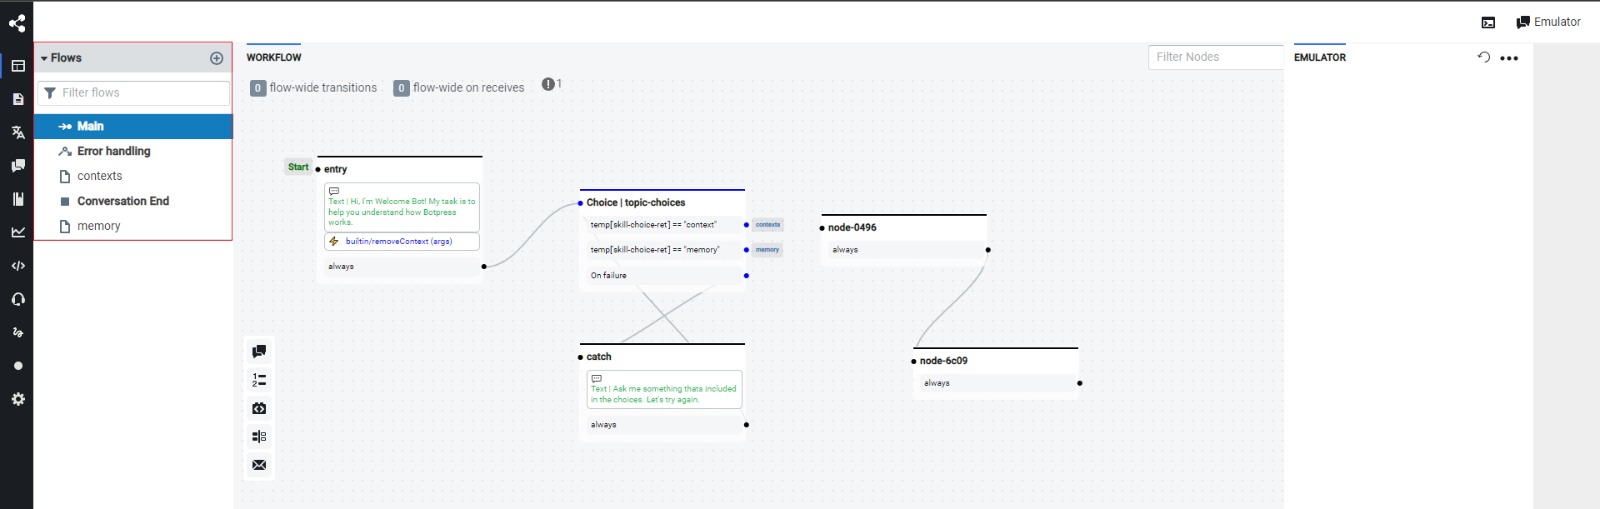 Emulator
Flows
Filter flows
Main
Error handling
contexts
Conversation End
memory
WORKFLOW
Filter Nodes
0 flow-wide transitions 0 flow-wide on receives 1
Start
entry
Text | Hi, I'm Welcome Bot! My task is to
help you understand how Botpress
works.
builtin/removeContext (args)
always
Choice | topic-choices
temp[skill-choice-ret] == "context"
contexts
temp[skill-choice-ret] == "memory"
memory
On failure
catch
Text | Ask me something thats included
in the choices. Let's try again.
always
node-0496
always
node-6c09
always
EMULATOR